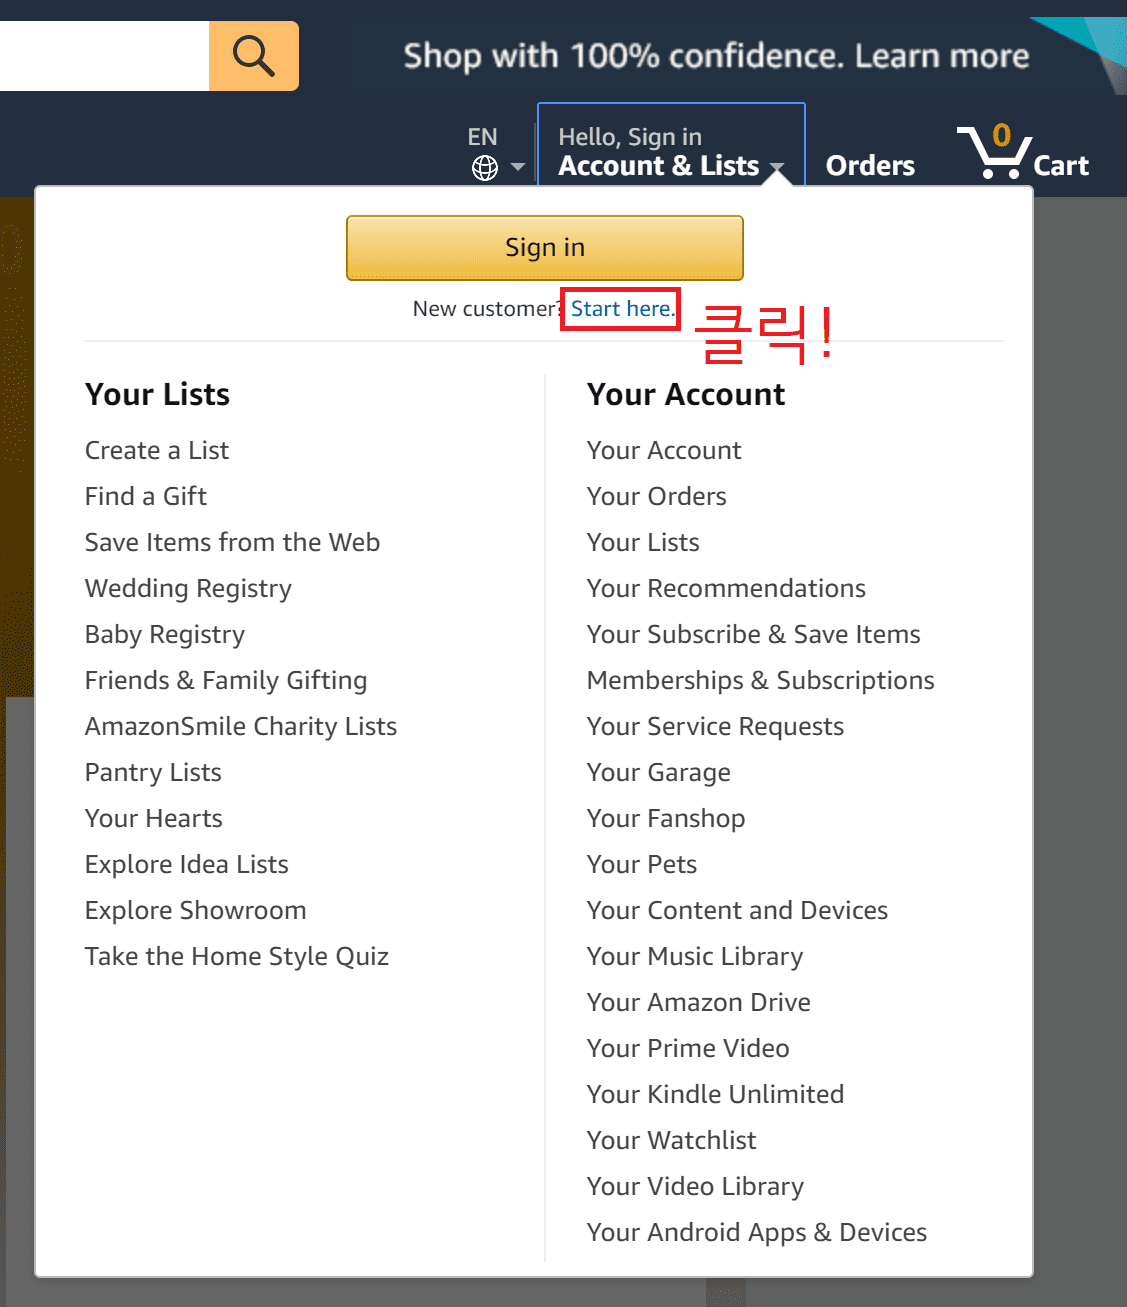 Shop with 100% confidence. Learn more
EN
Hello, Sign in
Account & Lists
Orders
0
Cart
Sign in
New customer? Start here.
클릭!
Your Lists
Create a List
Find a Gift
Save Items from the Web
Wedding Registry
Baby Registry
Friends & Family Gifting
AmazonSmile Charity Lists
Pantry Lists
Your Hearts
Explore Idea Lists
Explore Showroom
Take the Home Style Quiz
Your Account
Your Account
Your Orders
Your Lists
Your Recommendations
Your Subscribe & Save Items
Memberships & Subscriptions
Your Service Requests
Your Garage
Your Fanshop
Your Pets
Your Content and Devices
Your Music Library
Your Amazon Drive
Your Prime Video
Your Kindle Unlimited
Your Watchlist
Your Video Library
Your Android Apps & Devices